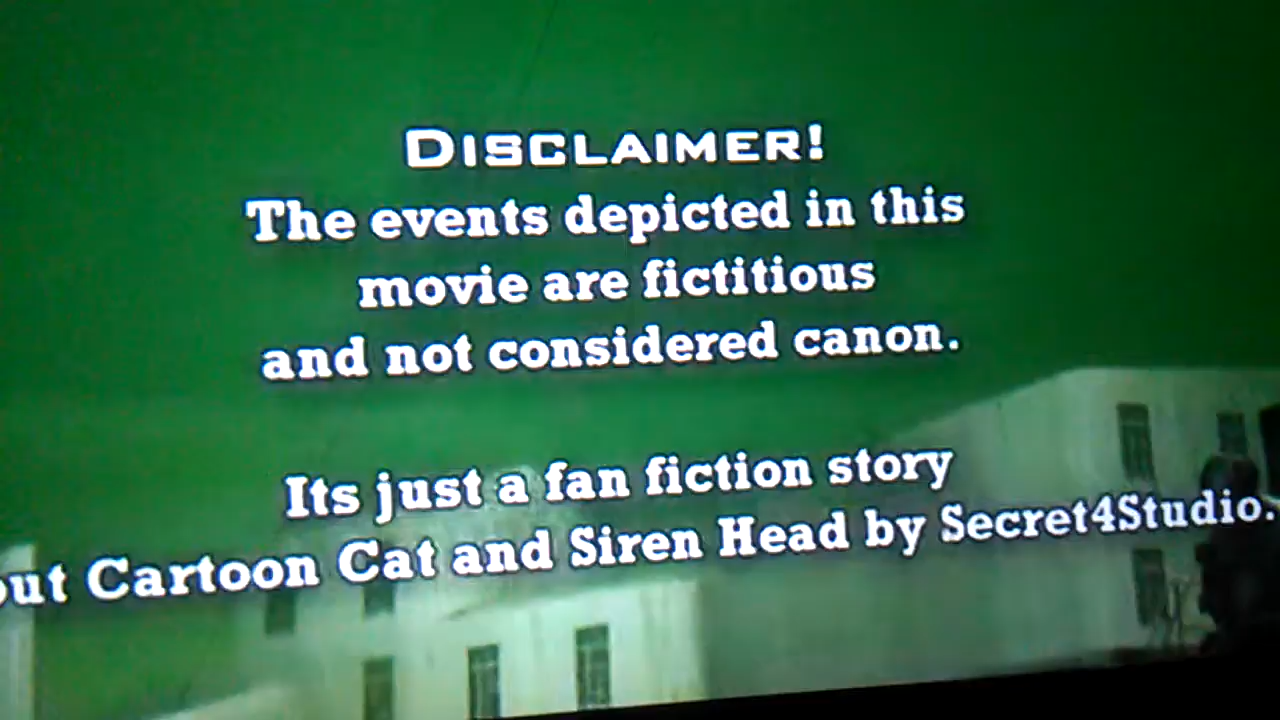 DISCLAIMER!
The events depicted in this
movie are fictitious
and not considered canon.
Its just a fan fiction story
out Cartoon Cat and Siren Head by Secret4Studio.